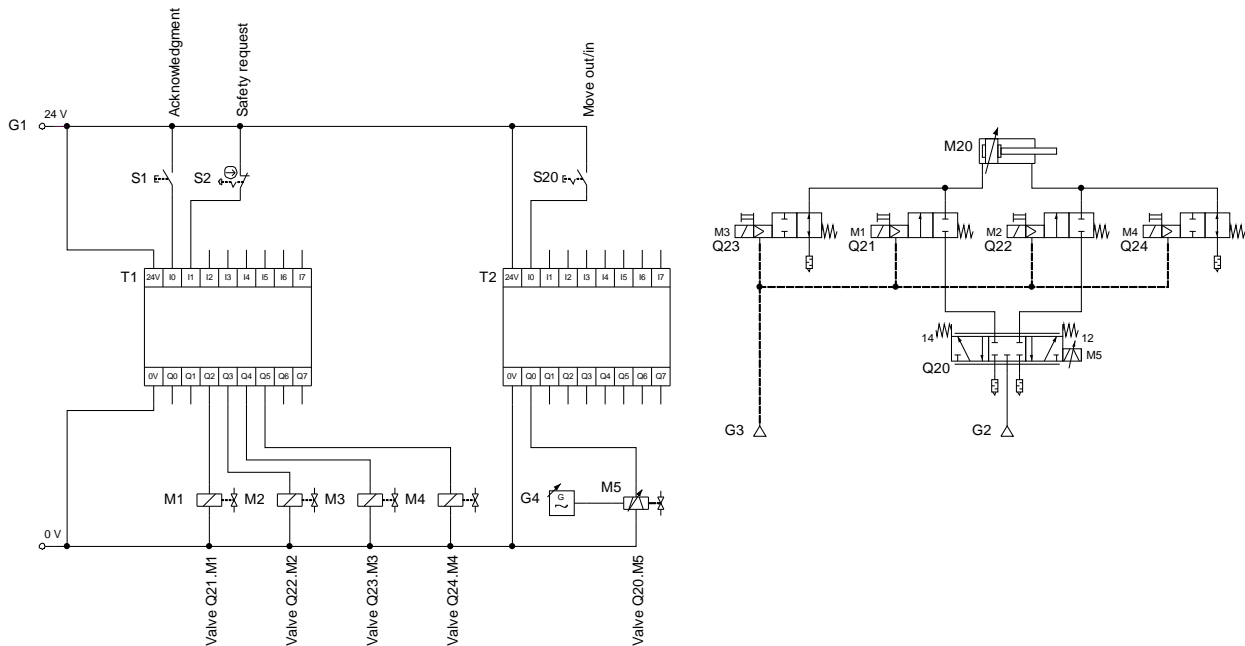 Acknowledgment
Safety request
Move out/in
G1
24 V
S1
S2
S20
T1
24V I0 I1 I2 I3 I4 I5 I6 I7
0V Q0 Q1 Q2 Q3 Q4 Q5 Q6 Q7
T2
24V I0 I1 I2 I3 I4 I5 I6 I7
0V Q0 Q1 Q2 Q3 Q4 Q5 Q6 Q7
M1
M2
M3
M4
G4
G
M5
0 V
Valve Q21.M1
Valve Q22.M2
Valve Q23.M3
Valve Q24.M4
Valve Q20.M5
M20
M3
Q23
M1
Q21
M2
Q22
M4
Q24
14
12
M5
Q20
G3
G2